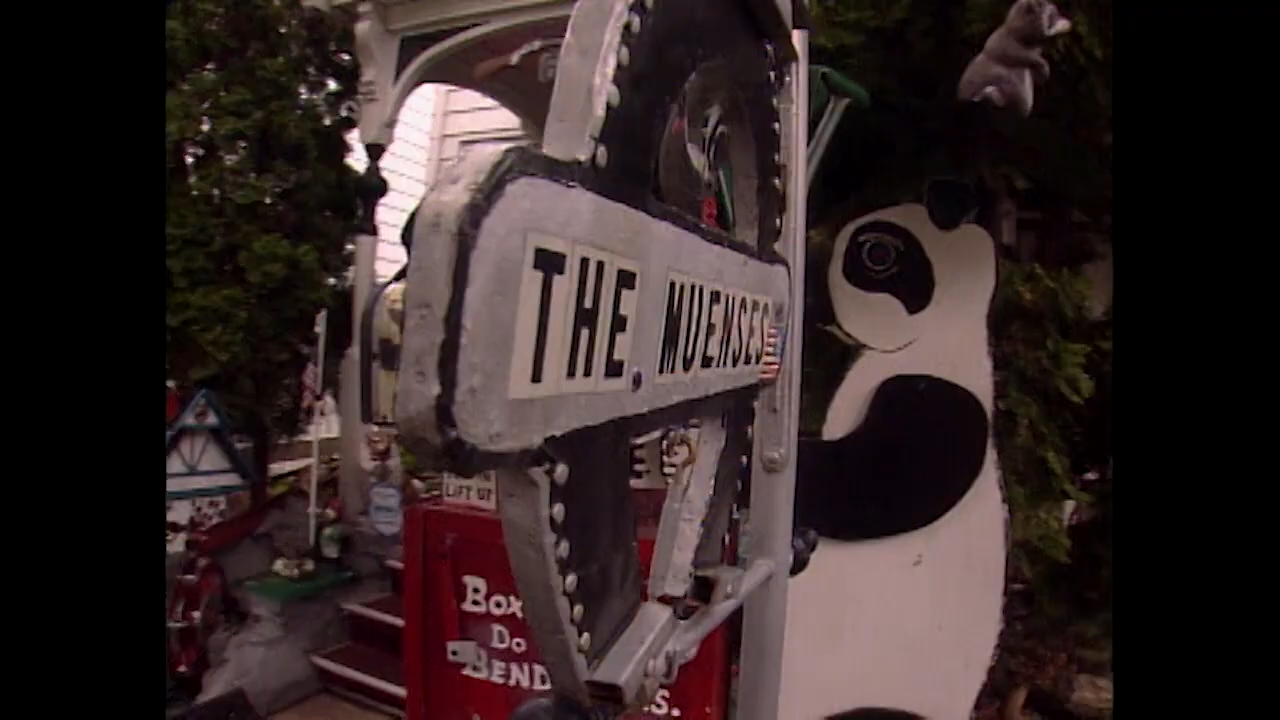 THE. MUENSES
LIFT UP
BOX
DO
BEND
S.